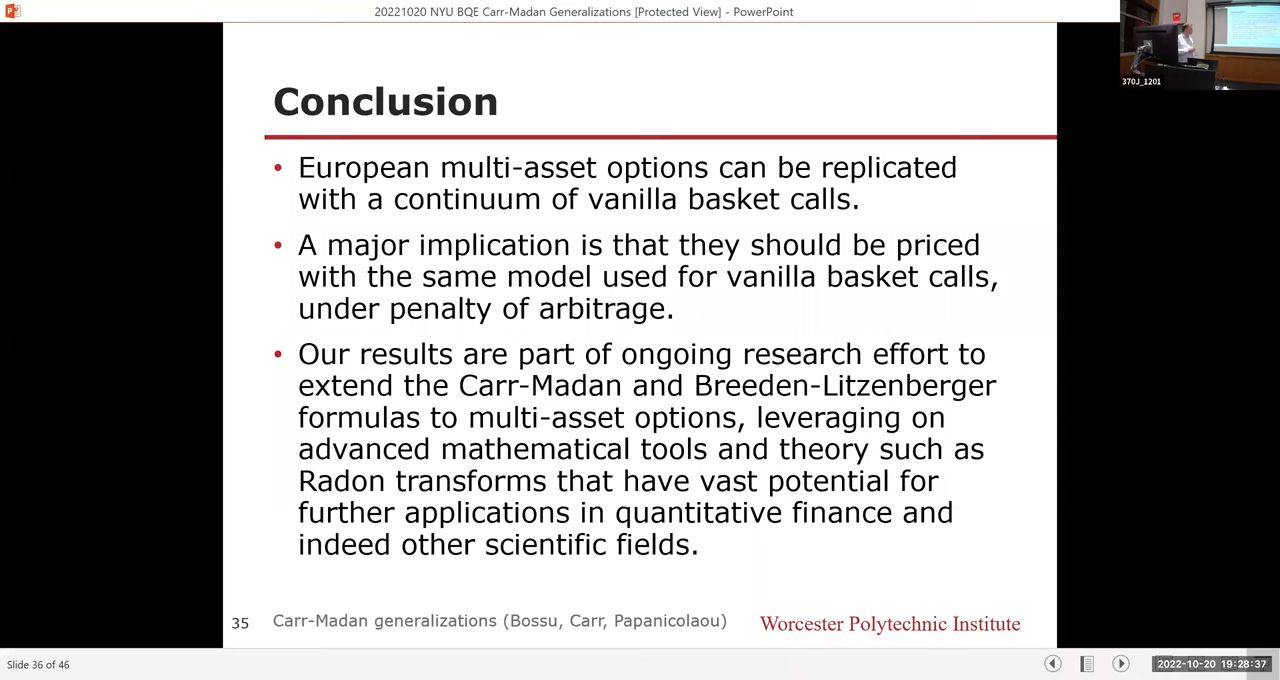 20221020 NYU BQE Carr-Madan Generalizations [Protected View] - PowerPoint
370J_1201
Conclusion
• European multi-asset options can be replicated
with a continuum of vanilla basket calls.
• A major implication is that they should be priced
with the same model used for vanilla basket calls,
under penalty of arbitrage.
• Our results are part of ongoing research effort to
extend the Carr-Madan and Breeden-Litzenberger
formulas to multi-asset options, leveraging on
advanced mathematical tools and theory such as
Radon transforms that have vast potential for
further applications in quantitative finance and
indeed other scientific fields.
35 Carr-Madan generalizations (Bossu, Carr, Papanicolaou) Worcester Polytechnic Institute
Slide 36 of 46
2022-10-20 19:28:37